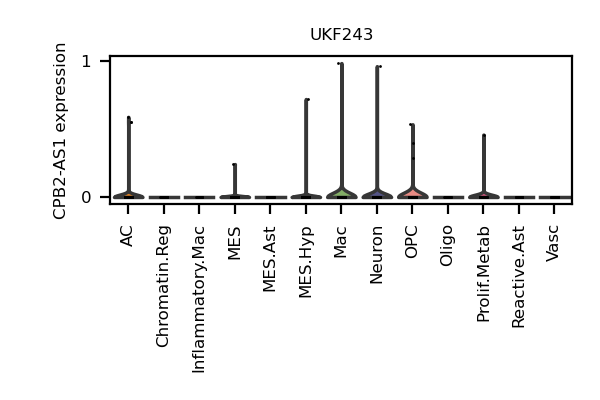 UKF243
CPB2-AS1 expression
1
0
AC
Chromatin.Reg
Inflammatory.Mac
MES
MES.Ast
MES.Hyp
Mac
Neuron
OPC
Oligo
Prolif.Metab
Reactive.Ast
Vasc